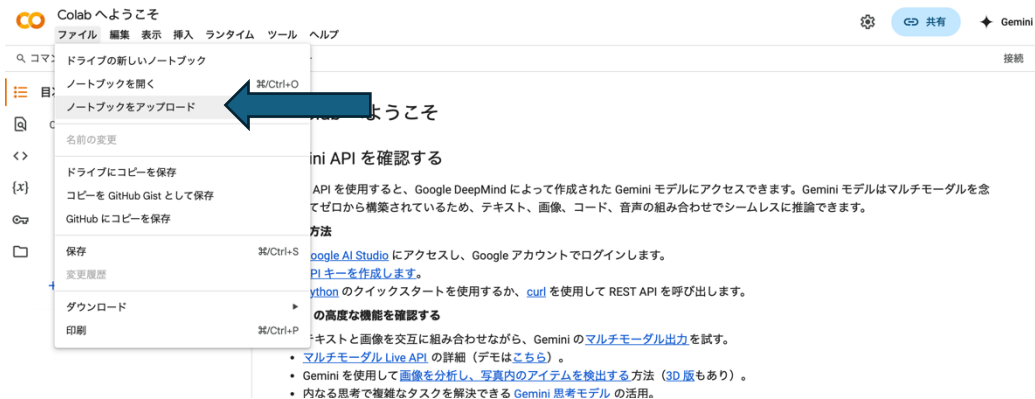 Colab へようこそ
ファイル 編集 表示 挿入 ランタイム ツール ヘルプ
共有
Gemini
コマ
接続
ドライブの新しいノートブック
ノートブックを開く ⌘/Ctrl+O
ノートブックをアップロード
名前の変更
ドライブにコピーを保存
コピーを GitHub Gist として保存
GitHub にコピーを保存
保存 ⌘/Ctrl+S
変更履歴
ダウンロード
印刷 ⌘/Ctrl+P
目
{x}
ようこそ
ini API を確認する
API を使用すると、Google DeepMind によって作成された Gemini モデルにアクセスできます。Gemini モデルはマルチモーダルを念
てゼロから構築されているため、テキスト、画像、コード、音声の組み合わせでシームレスに推論できます。
方法
oogle AI Studio にアクセスし、Google アカウントでログインします。
PI キーを作成します。
ython のクイックスタートを使用するか、curl を使用して REST API を呼び出します。
の高度な機能を確認する
キストと画像を交互に組み合わせながら、Gemini のマルチモーダル出力を試す。
• マルチモーダル Live API の詳細（デモはこちら）。
• Gemini を使用して画像を分析し、写真内のアイテムを検出する方法（3D 版もあり）。
• 内なる思考で複雑なタスクを解決できる Gemini 思考モデル の活用。